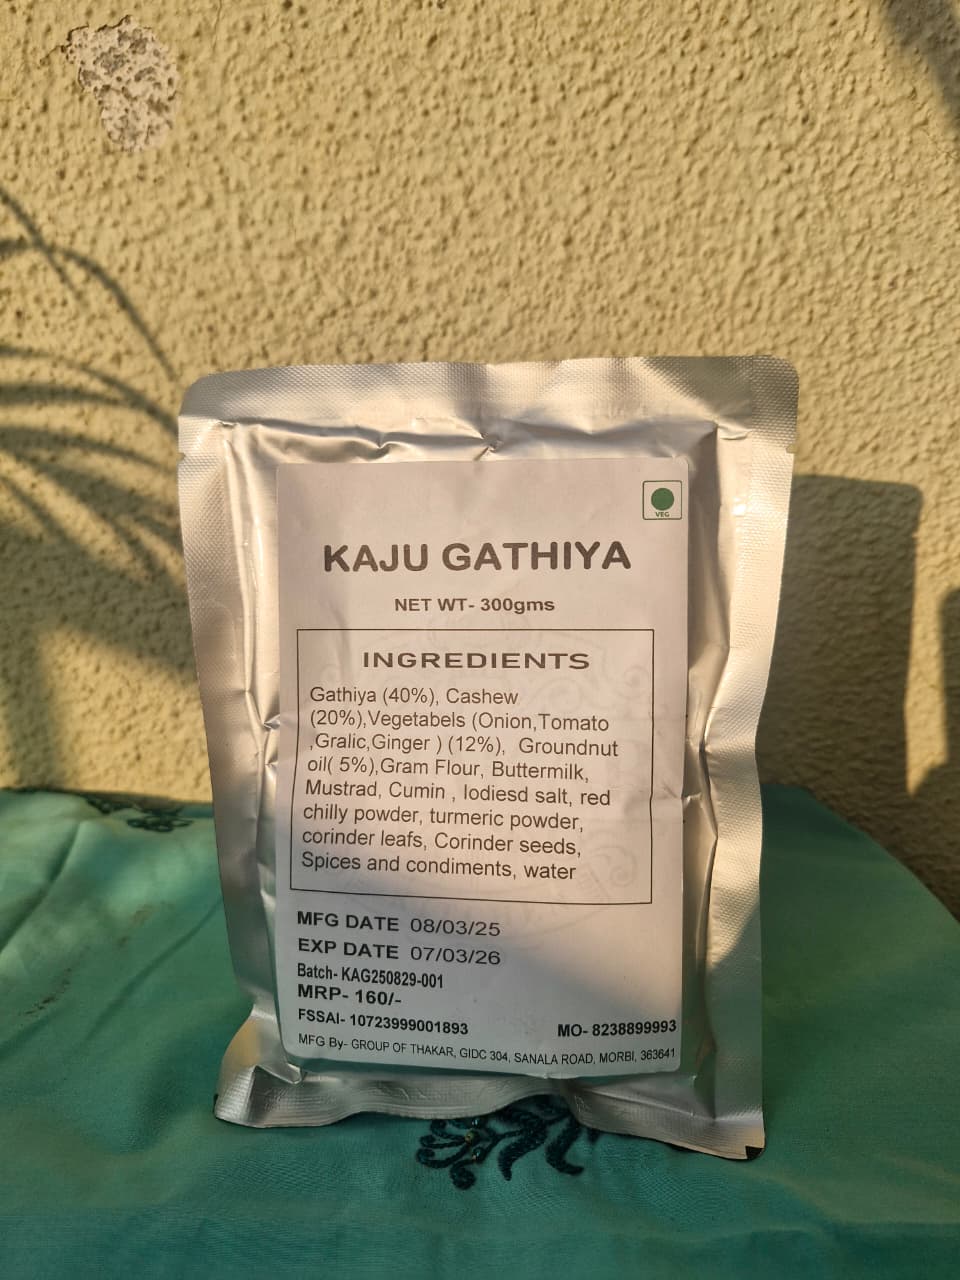 VEG
KAJU GATHIYA
NET WT- 300gms
INGREDIENTS
Gathiya (40%), Cashew
(20%),Vegetabels (Onion,Tomato
,Gralic,Ginger ) (12%),  Groundnut
oil( 5%),Gram Flour, Buttermilk,
Mustrad, Cumin , Iodiesd salt, red
chilly powder, turmeric powder,
corinder leafs, Corinder seeds,
Spices and condiments, water
MFG DATE 08/03/25
EXP DATE 07/03/26
Batch- KAG250829-001
MRP- 160/-
FSSAI- 10723999001893 MO- 8238899993
MFG By- GROUP OF THAKAR, GIDC 304, SANALA ROAD, MORBI, 363641